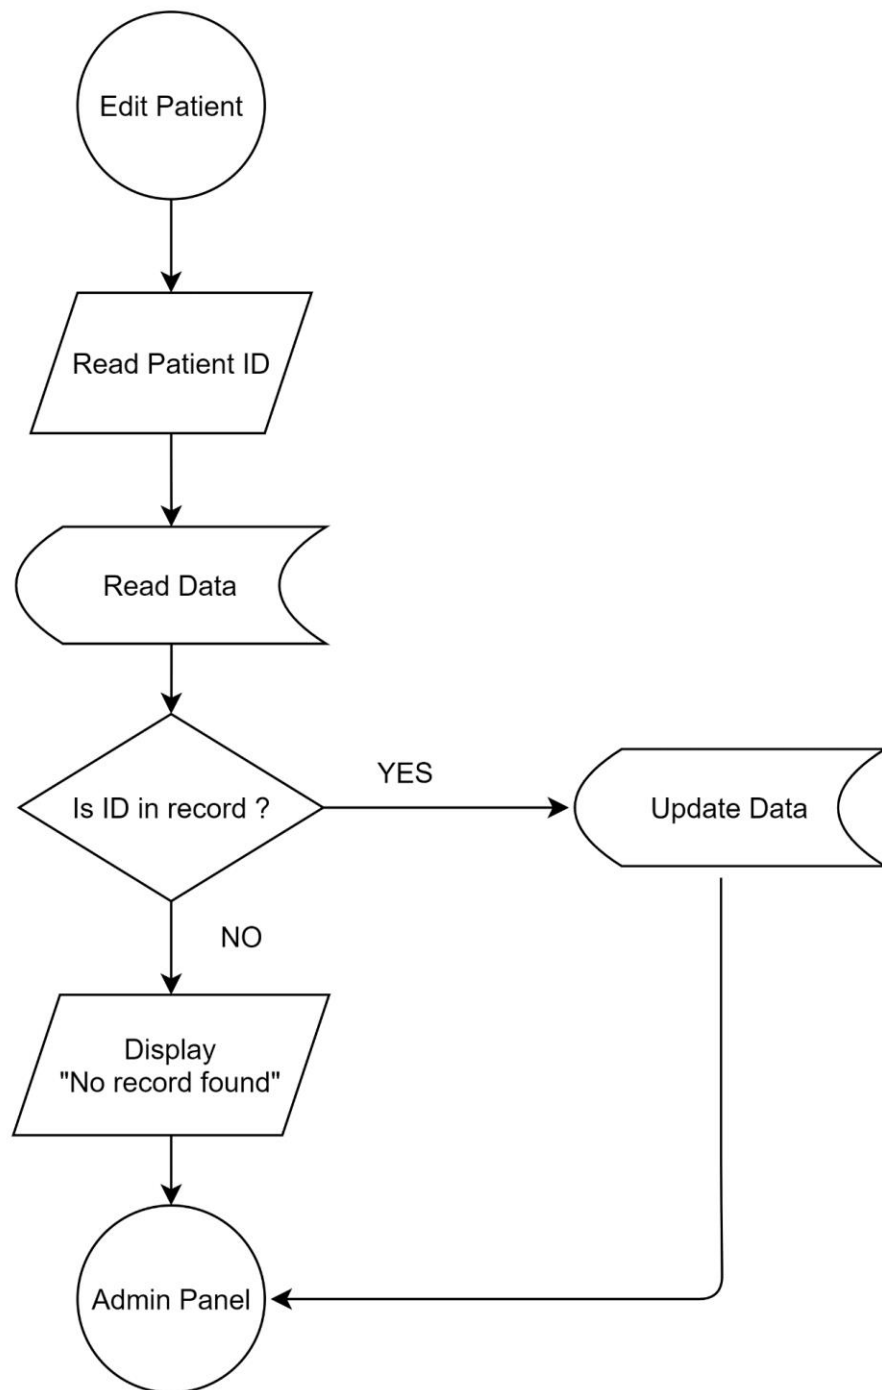 Edit Patient
Read Patient ID
Read Data
Is ID in record ?
YES
Update Data
NO
Display
"No record found"
Admin Panel